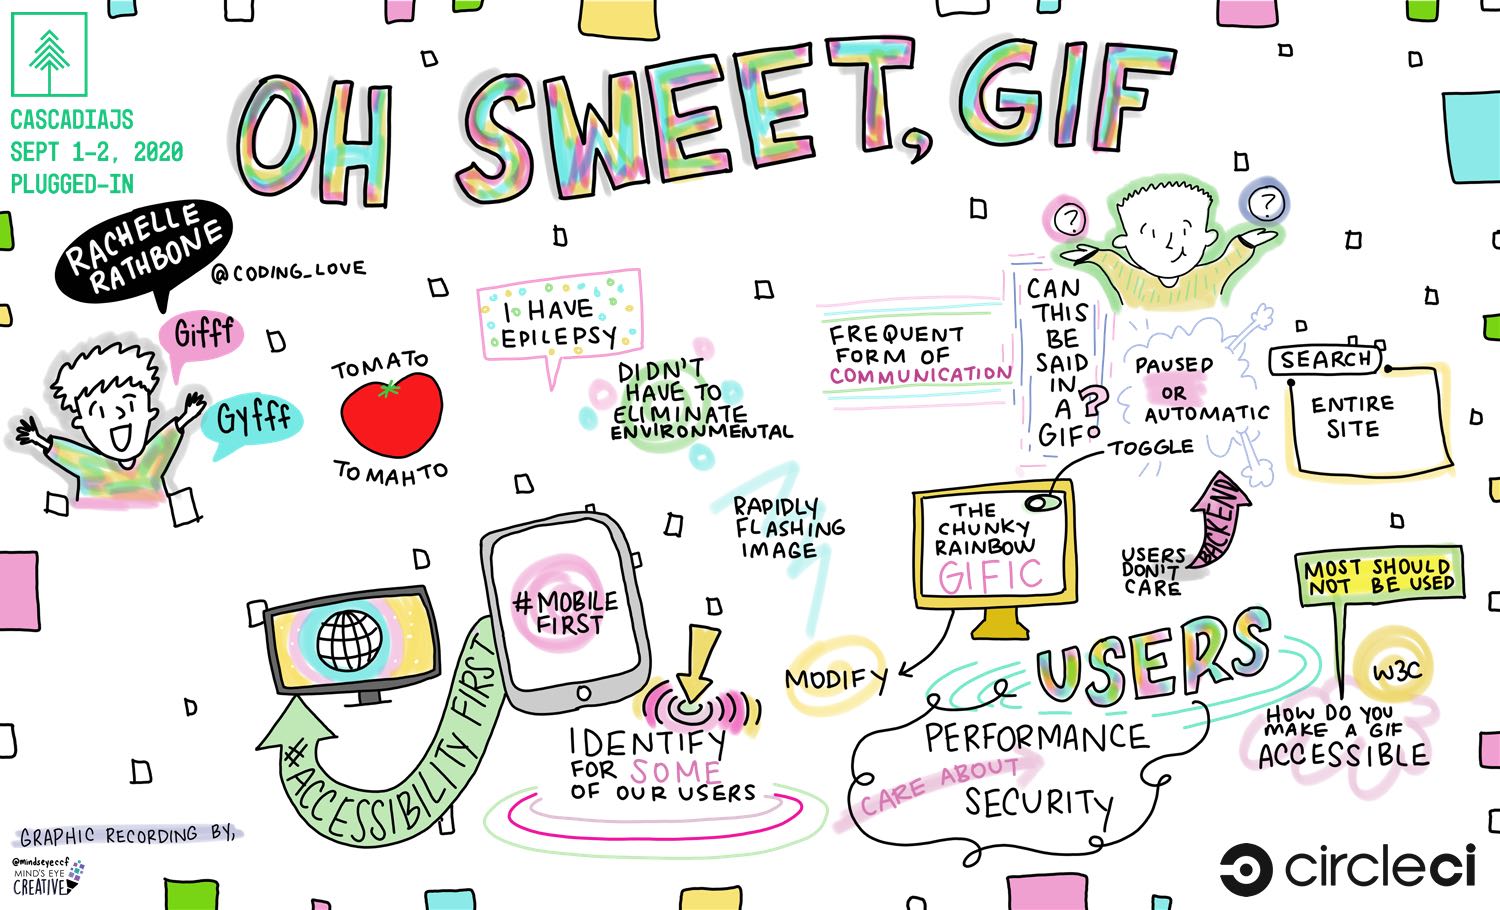 CASCADIAJS
SEPT 1-2, 2020
PLUGGED-IN
OH SWEET, GIF
RACHELLE
RATHBONE
@CODING_LOVE
Gifff
Gyfff
TOMATO
TOMAHTO
I HAVE
EPILEPSY
DIDN'T
HAVE TO
ELIMINATE
ENVIRONMENTAL
RAPIDLY
FLASHING
IMAGE
FREQUENT
FORM OF
COMMUNICATION
?
?
CAN
THIS
BE
SAID
IN
A
GIF?
PAUSED
OR
AUTOMATIC
TOGGLE
SEARCH
ENTIRE
SITE
THE
CHUNKY
RAINBOW
GIFIC
MODIFY
USERS
DON'T
CARE
BACKEND
MOST SHOULD
NOT BE USED
W3C
HOW DO YOU
MAKE A GIF
ACCESSIBLE
#MOBILE
FIRST
#ACCESSIBILITY FIRST
IDENTIFY
FOR SOME
OF OUR USERS
USERS
CARE ABOUT
PERFORMANCE
SECURITY
GRAPHIC RECORDING BY,
@mindseyeccf
MIND'S EYE
CREATIVE
circleci